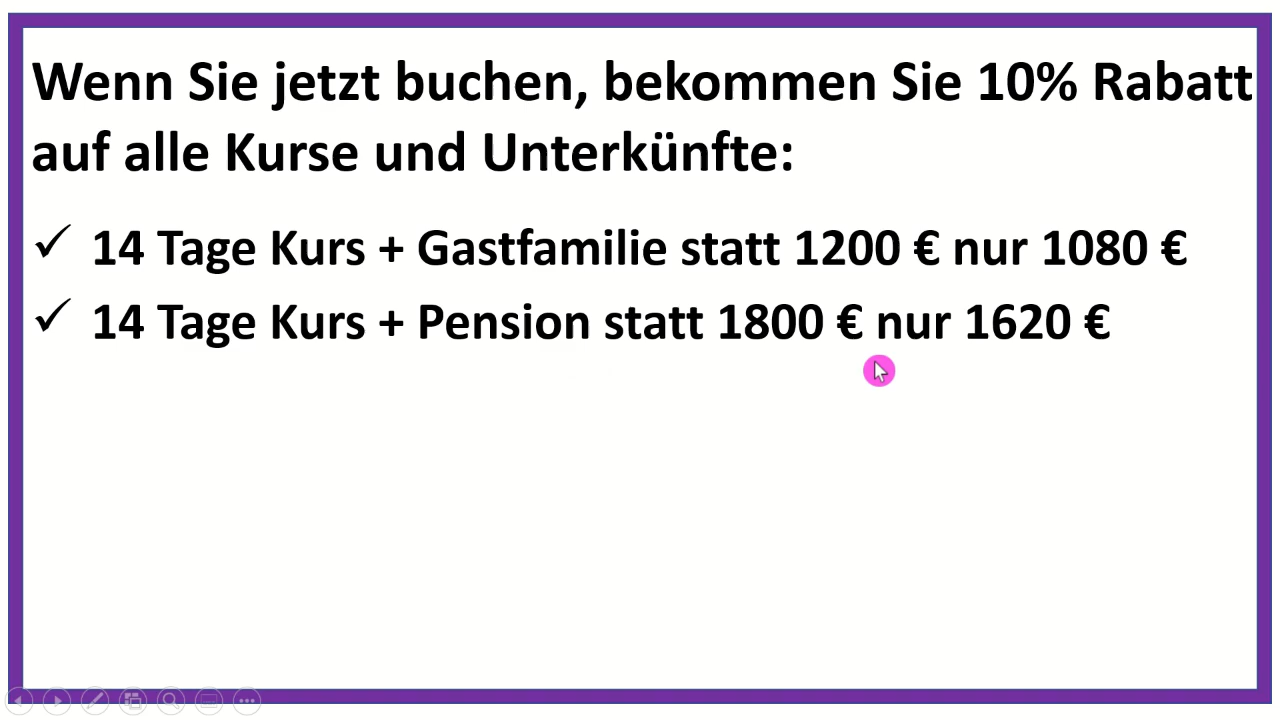 Wenn Sie jetzt buchen, bekommen Sie 10% Rabatt
auf alle Kurse und Unterkünfte:
✓ 14 Tage Kurs + Gastfamilie statt 1200 € nur 1080 €
✓ 14 Tage Kurs + Pension statt 1800 € nur 1620 €